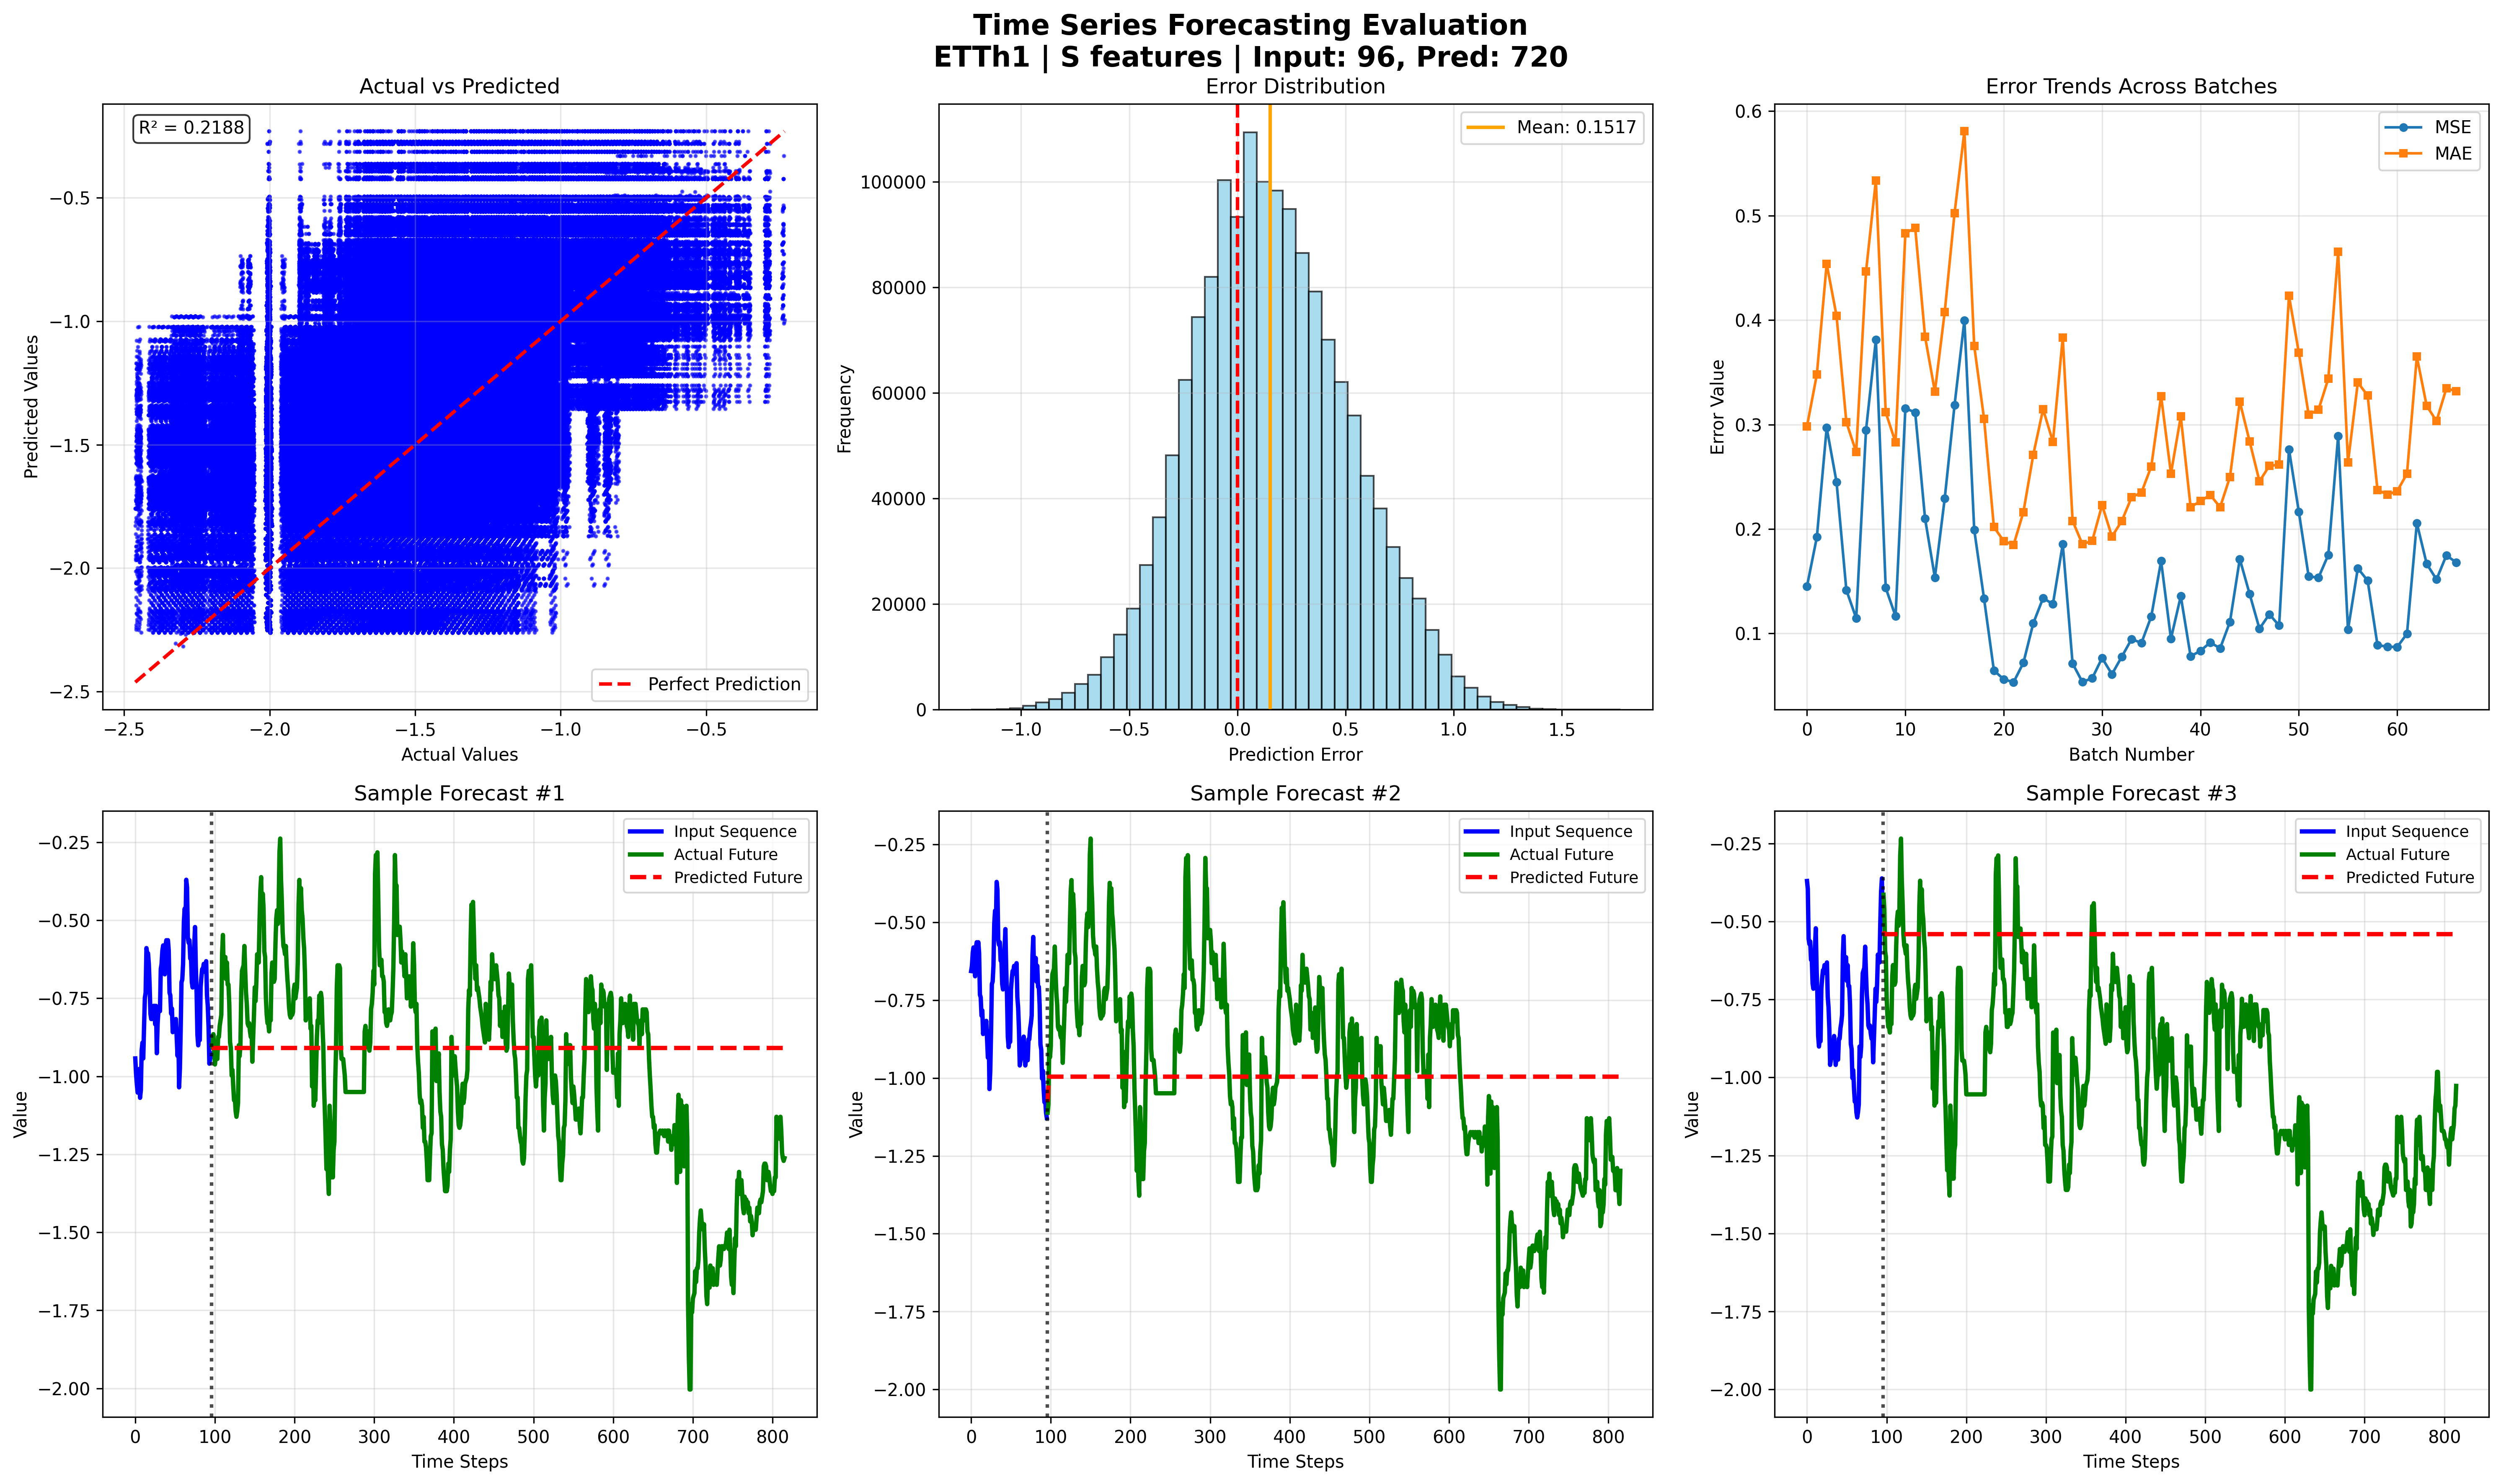 Time Series Forecasting Evaluation
ETTh1 | S features | Input: 96, Pred: 720
Actual vs Predicted
R² = 0.2188
Perfect Prediction
−0.5
−1.0
−1.5
−2.0
−2.5
−2.5
−2.0
−1.5
−1.0
−0.5
Predicted Values
Actual Values
Error Distribution
Mean: 0.1517
100000
80000
60000
40000
20000
0
−1.0
−0.5
0.0
0.5
1.0
1.5
Frequency
Prediction Error
Error Trends Across Batches
MSE
MAE
0.6
0.5
0.4
0.3
0.2
0.1
0
10
20
30
40
50
60
Error Value
Batch Number
Sample Forecast #1
Input Sequence
Actual Future
Predicted Future
−0.25
−0.50
−0.75
−1.00
−1.25
−1.50
−1.75
−2.00
0
100
200
300
400
500
600
700
800
Value
Time Steps
Sample Forecast #2
Input Sequence
Actual Future
Predicted Future
−0.25
−0.50
−0.75
−1.00
−1.25
−1.50
−1.75
−2.00
0
100
200
300
400
500
600
700
800
Value
Time Steps
Sample Forecast #3
Input Sequence
Actual Future
Predicted Future
−0.25
−0.50
−0.75
−1.00
−1.25
−1.50
−1.75
−2.00
0
100
200
300
400
500
600
700
800
Value
Time Steps